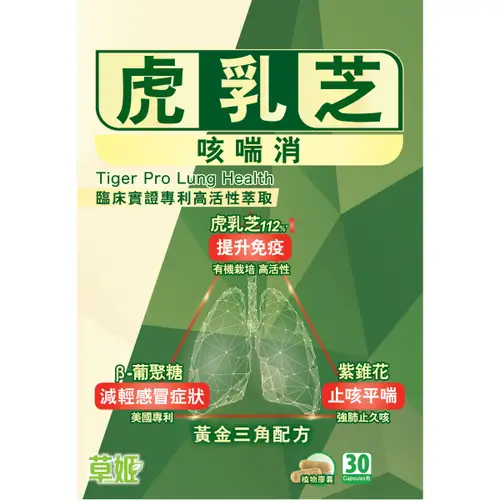 虎乳芝
咳喘消
Tiger Pro Lung Health
臨床實證專利高活性萃取
虎乳芝112%
提升免疫
有機栽培 高活性
β-葡聚糖
減輕感冒症狀
美國專利
紫錐花
止咳平喘
強肺止久咳
黃金三角配方
草姬
植物膠囊
30
Capsules粒